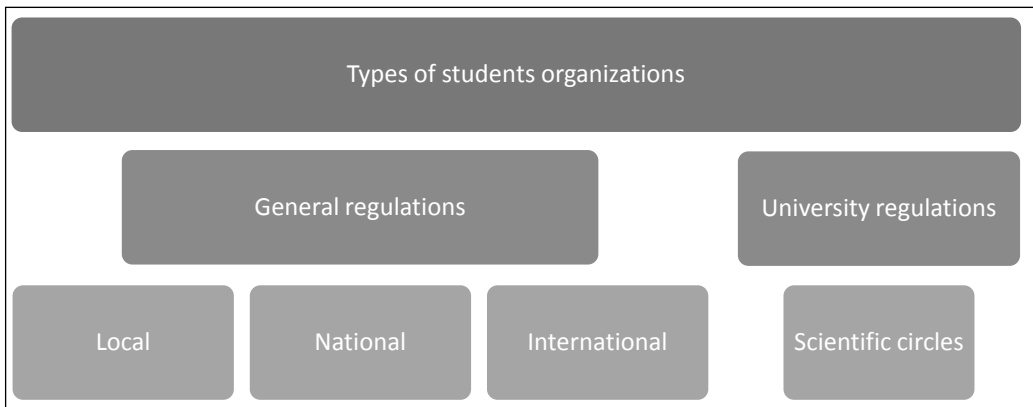 Types of students organizations
General regulations
University regulations
Local
National
International
Scientific circles